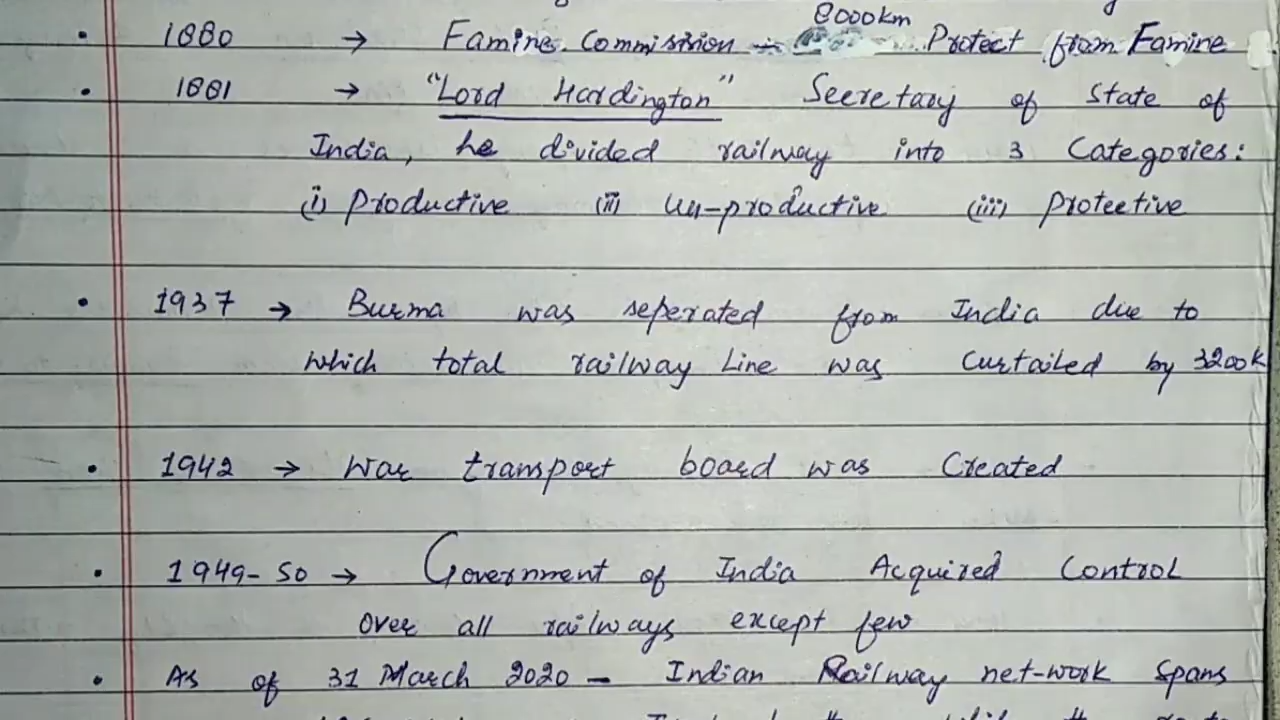 8000km
• 1880 → Famine Commission - Protect from Famine
• 1881 → "Lord Hardington" Secretary of State of
India, he divided railway into 3 Categories:
(i) Productive (ii) Un-productive (iii) Protective
• 1937 → Burma was seperated from India due to
which total railway Line was Curtailed by 3200k
• 1942 → War transport board was Created
• 1949-50 → Government of India Acquired Control
over all railways except few
• As of 31 March 2020 - Indian Railway net-work spans